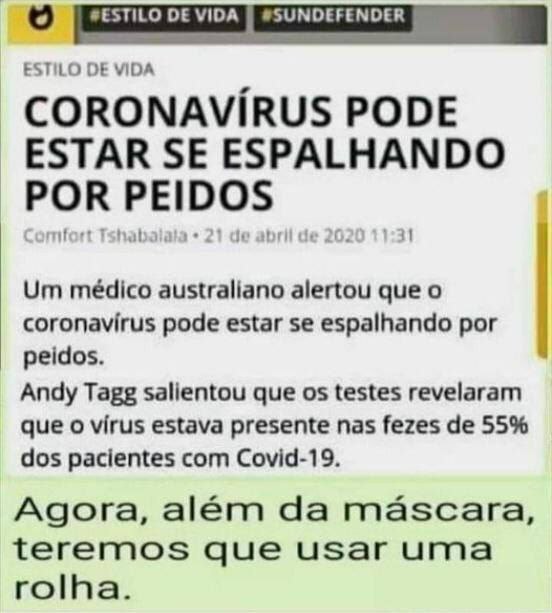 #ESTILO DE VIDA #SUNDEFENDER
ESTILO DE VIDA
CORONAVÍRUS PODE
ESTAR SE ESPALHANDO
POR PEIDOS
Comfort Tshabalala • 21 de abril de 2020 11:31
Um médico australiano alertou que o
coronavírus pode estar se espalhando por
peidos.
Andy Tagg salientou que os testes revelaram
que o vírus estava presente nas fezes de 55%
dos pacientes com Covid-19.
Agora, além da máscara,
teremos que usar uma
rolha.